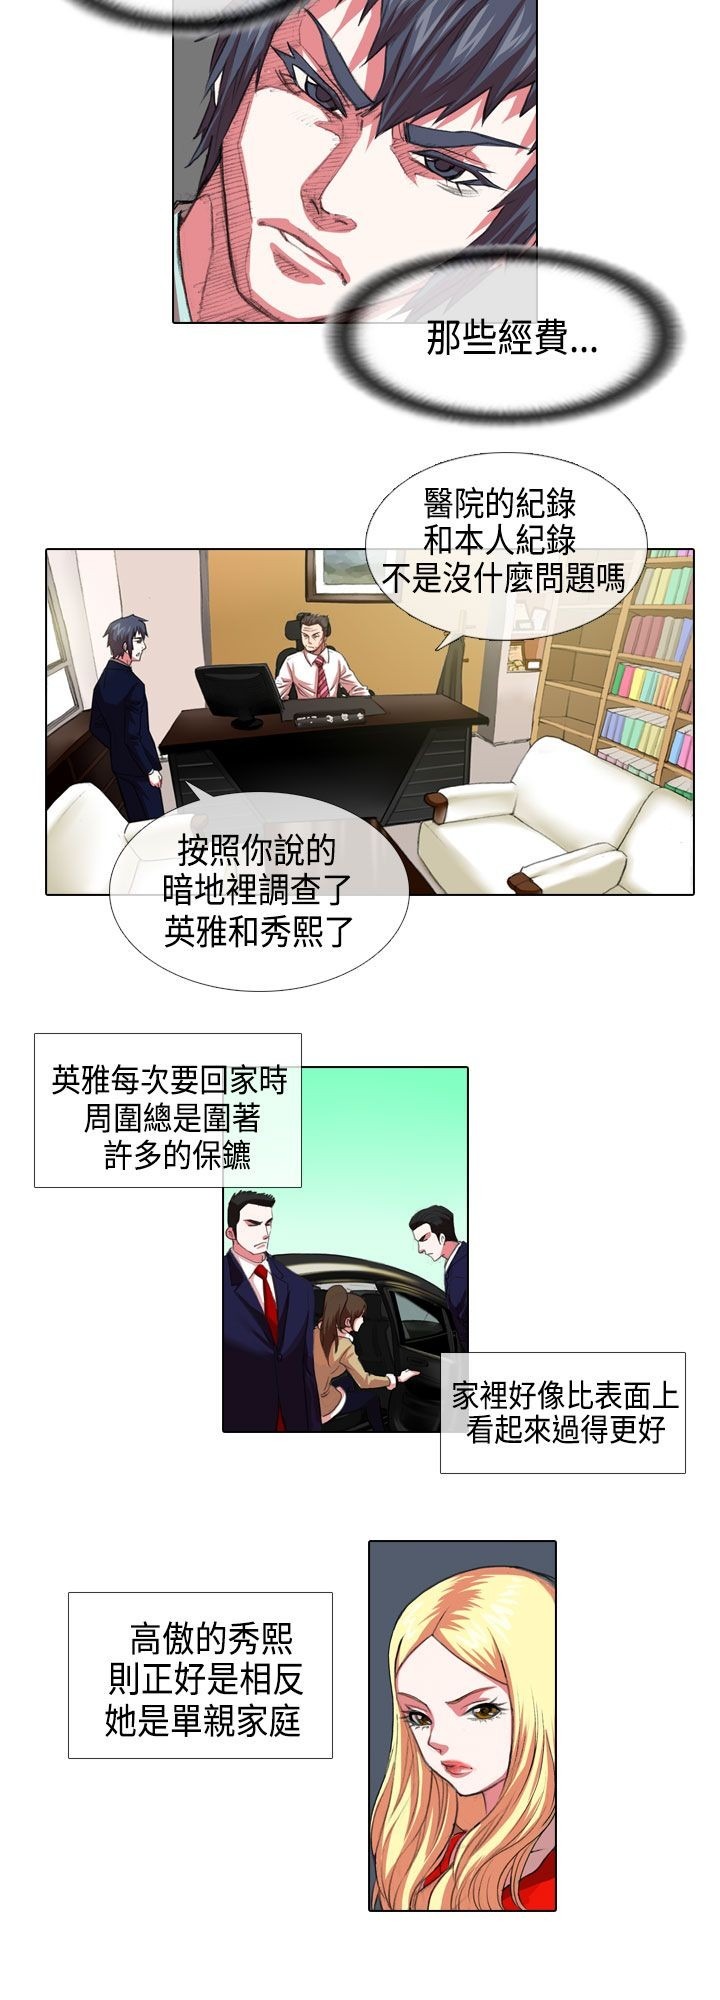 那些經費...
醫院的紀錄
和本人紀錄
不是沒什麼問題嗎
按照你說的
暗地裡調查了
英雅和秀熙了
英雅每次要回家時
周圍總是圍著
許多的保鑣
家裡好像比表面上
看起來過得更好
高傲的秀熙
則正好是相反
她是單親家庭